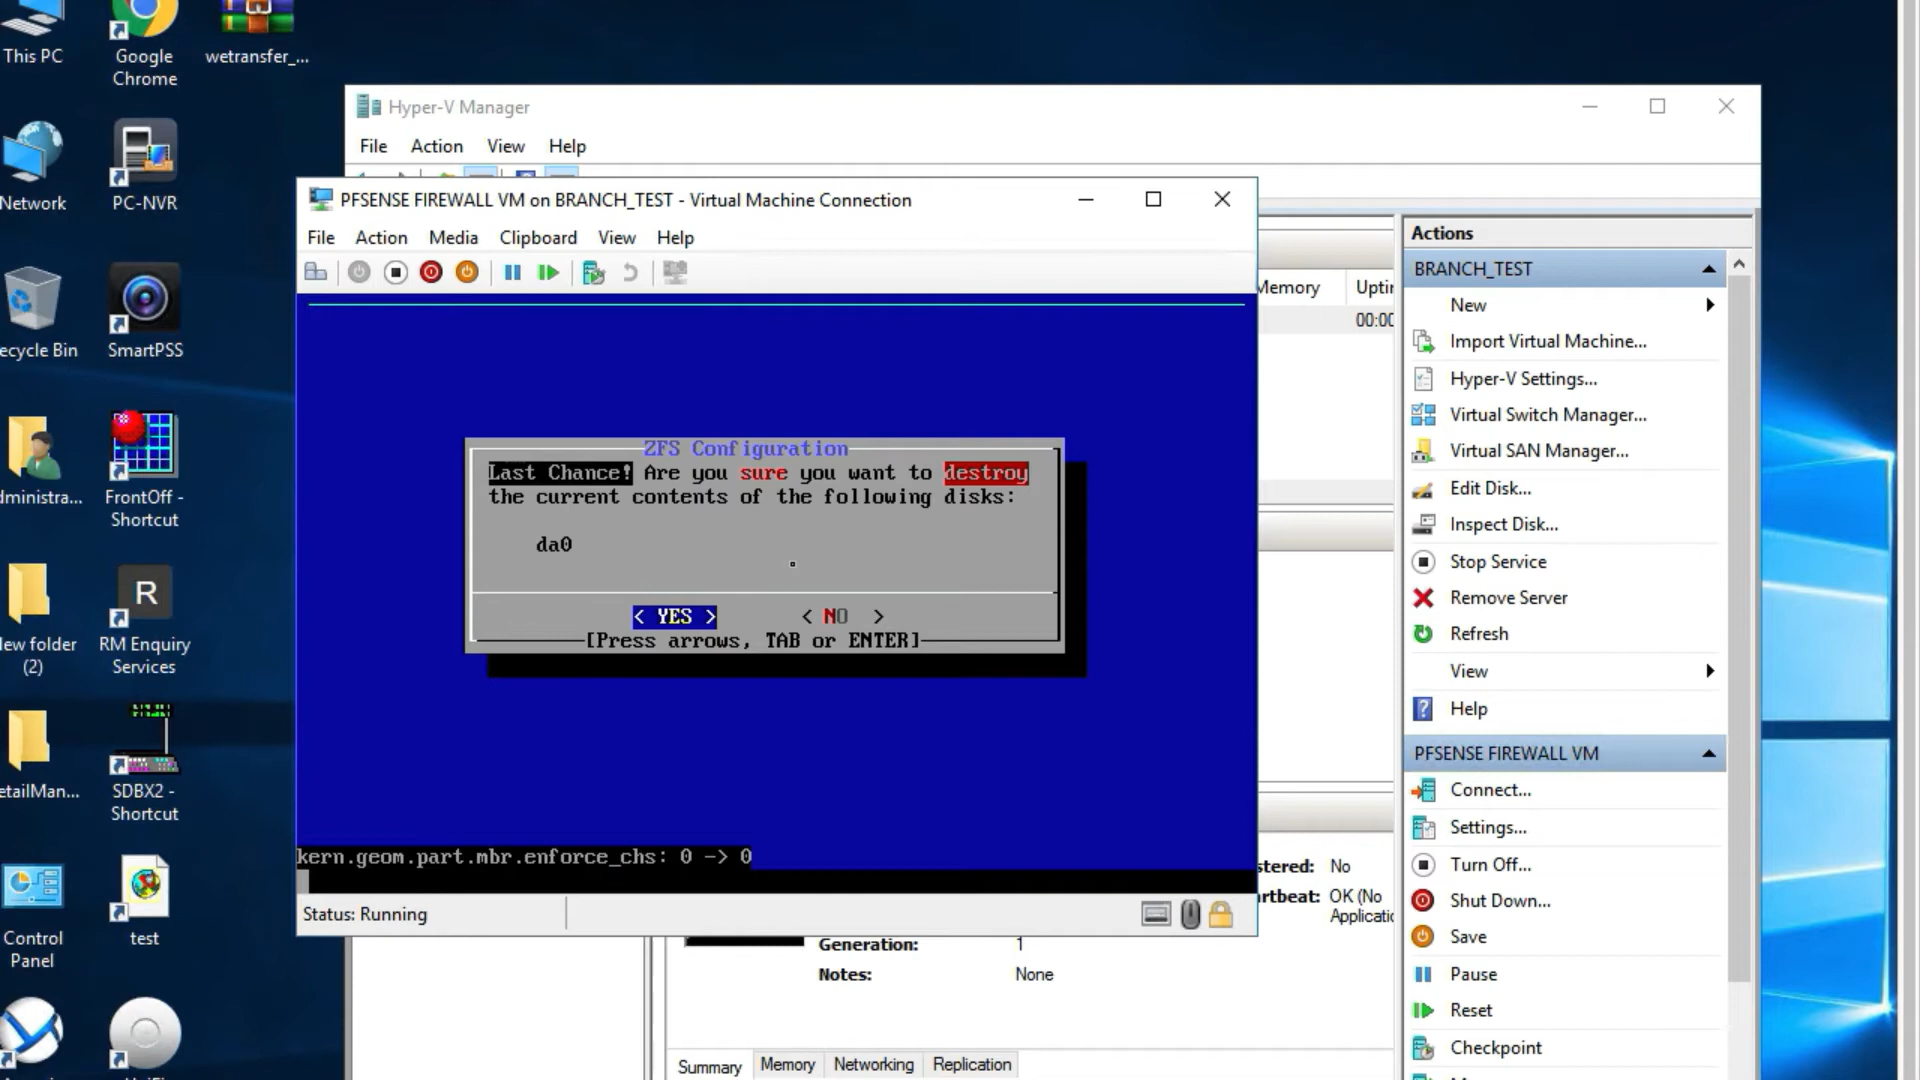 This PC
Google
Chrome
wetransfer_...
Network
PC-NVR
ecycle Bin
SmartPSS
dministra...
FrontOff -
Shortcut
New folder
(2)
RM Enquiry
Services
etailMan...
SDBX2 -
Shortcut
Control
Panel
test
Hyper-V Manager
File Action View Help
PFSENSE FIREWALL VM on BRANCH_TEST - Virtual Machine Connection
File Action Media Clipboard View Help
ZFS Configuration
Last Chance! Are you sure you want to destroy
the current contents of the following disks:
da0
< YES > < NO >
[Press arrows, TAB or ENTER]
kern.geom.part.mbr.enforce_chs: 0 -> 0
Status: Running
Memory Uptim
00:00
stered: No
rtbeat: OK (No
Applicatio
Generation: 1
Notes: None
Summary Memory Networking Replication
Actions
BRANCH_TEST
New
Import Virtual Machine...
Hyper-V Settings...
Virtual Switch Manager...
Virtual SAN Manager...
Edit Disk...
Inspect Disk...
Stop Service
Remove Server
Refresh
View
Help
PFSENSE FIREWALL VM
Connect...
Settings...
Turn Off...
Shut Down...
Save
Pause
Reset
Checkpoint